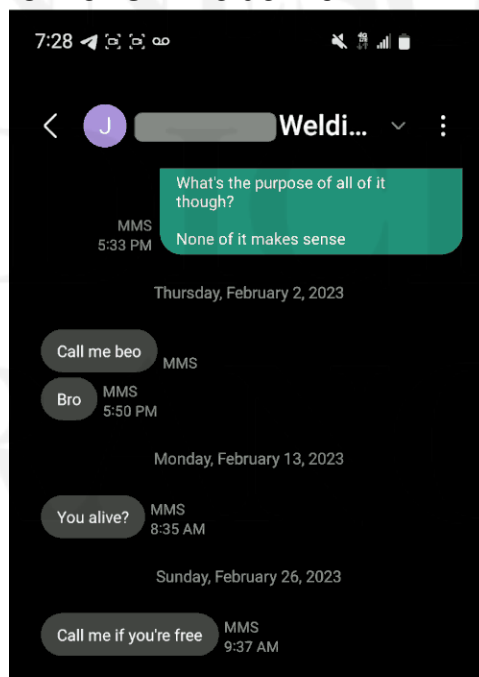 7:28
J Weldi...
What's the purpose of all of it
though?
None of it makes sense
MMS
5:33 PM
Thursday, February 2, 2023
Call me beo
MMS
Bro
MMS
5:50 PM
Monday, February 13, 2023
You alive?
MMS
8:35 AM
Sunday, February 26, 2023
Call me if you're free
MMS
9:37 AM